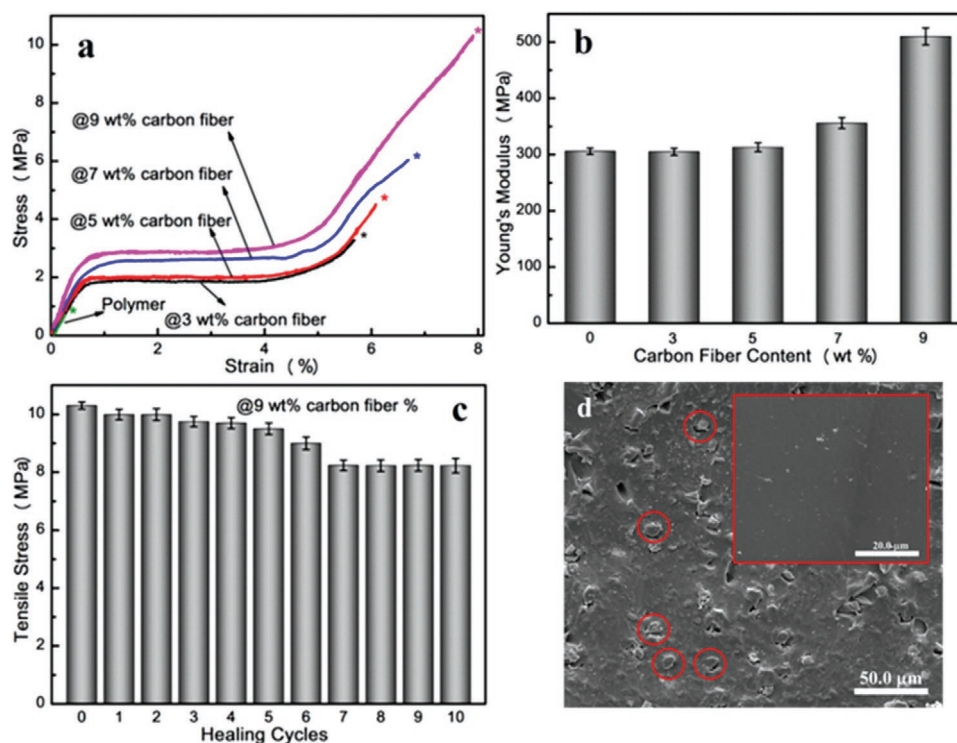 a
Stress (MPa)
10
8
6
4
2
0
@9 wt% carbon fiber
@7 wt% carbon fiber
@5 wt% carbon fiber
Polymer
@3 wt% carbon fiber
*
*
*
*
*
0 2 4 6 8
Strain (%)
b
Young's Modulus (MPa)
500
400
300
200
100
0
0 3 5 7 9
Carbon Fiber Content (wt %)
c
@9 wt% carbon fiber %
Tensile Stress (MPa)
10
8
6
4
2
0
0 1 2 3 4 5 6 7 8 9 10
Healing Cycles
d
20.0 μm
50.0 μm